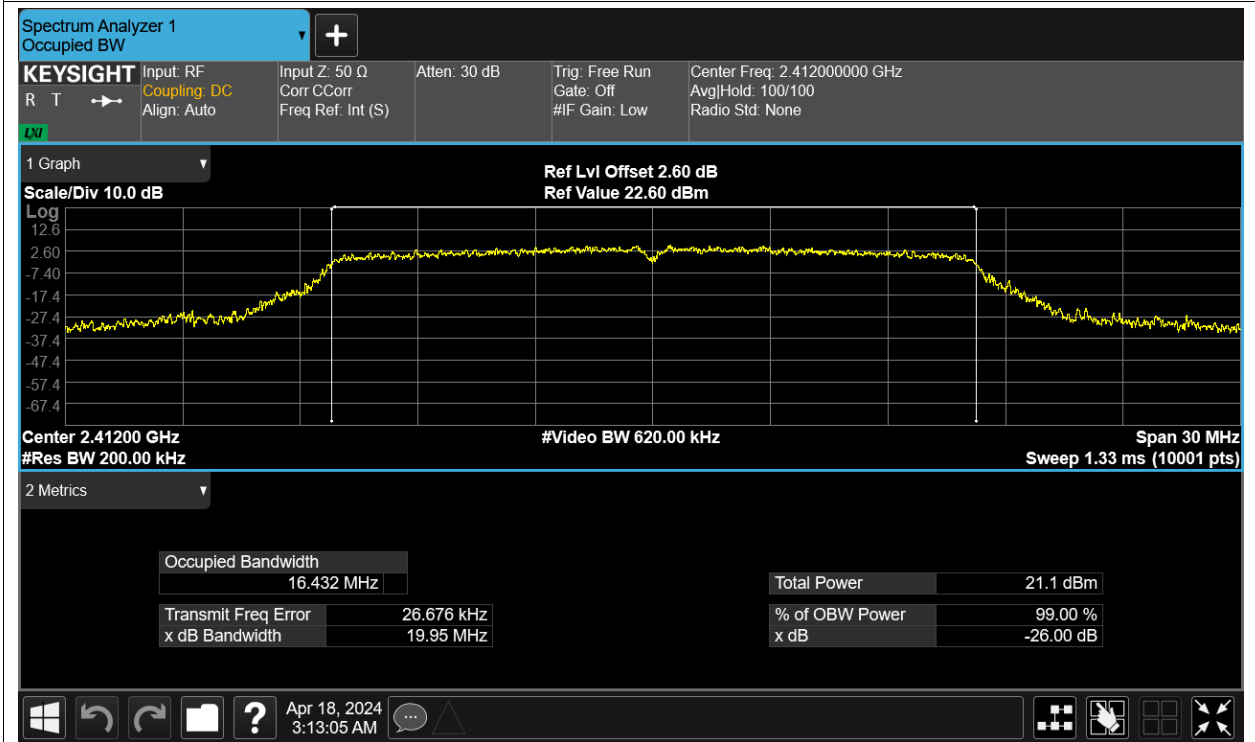 Spectrum Analyzer 1
Occupied BW
KEYSIGHT
R T
LXI
Input: RF
Coupling: DC
Align: Auto
Input Z: 50 Ω
Corr CCorr
Freq Ref: Int (S)
Atten: 30 dB
Trig: Free Run
Gate: Off
#IF Gain: Low
Center Freq: 2.412000000 GHz
Avg|Hold: 100/100
Radio Std: None
1 Graph
Scale/Div 10.0 dB
Ref Lvl Offset 2.60 dB
Ref Value 22.60 dBm
Log
12.6
2.60
-7.40
-17.4
-27.4
-37.4
-47.4
-57.4
-67.4
Center 2.41200 GHz
#Res BW 200.00 kHz
#Video BW 620.00 kHz
Span 30 MHz
Sweep 1.33 ms (10001 pts)
2 Metrics
Occupied Bandwidth
16.432 MHz
Transmit Freq Error 26.676 kHz
x dB Bandwidth 19.95 MHz
Total Power 21.1 dBm
% of OBW Power 99.00 %
x dB -26.00 dB
?
Apr 18, 2024
3:13:05 AM